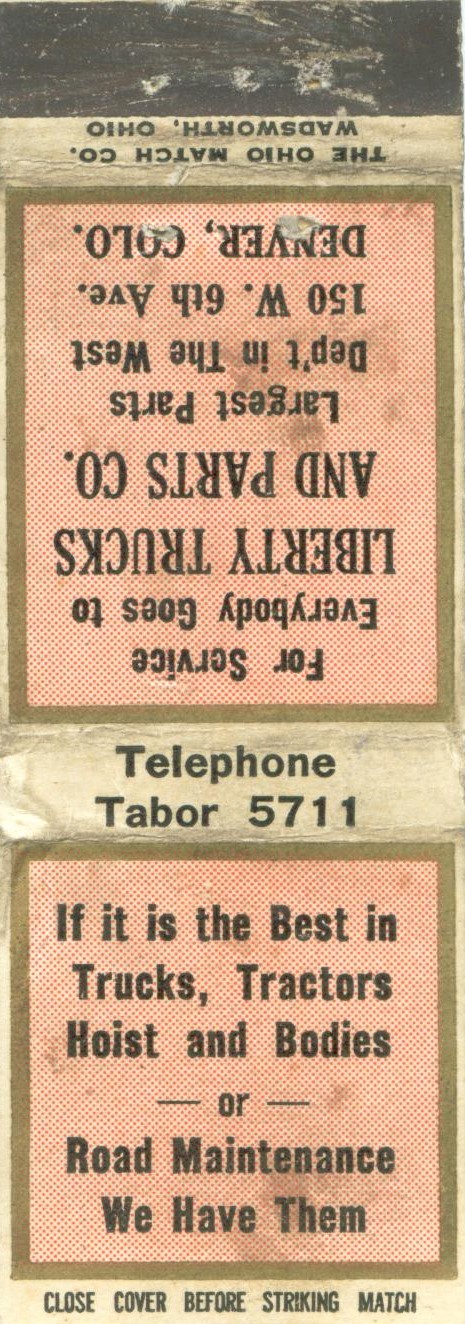 THE OHIO MATCH CO.
WADSWORTH, OHIO
For Service
Everybody Goes to
LIBERTY TRUCKS
AND PARTS CO.
Largest Parts
Dep't in The West
150 W. 6th Ave.
DENVER, COLO.
Telephone
Tabor 5711
If it is the Best in
Trucks, Tractors
Hoist and Bodies
— or —
Road Maintenance
We Have Them
CLOSE COVER BEFORE STRIKING MATCH